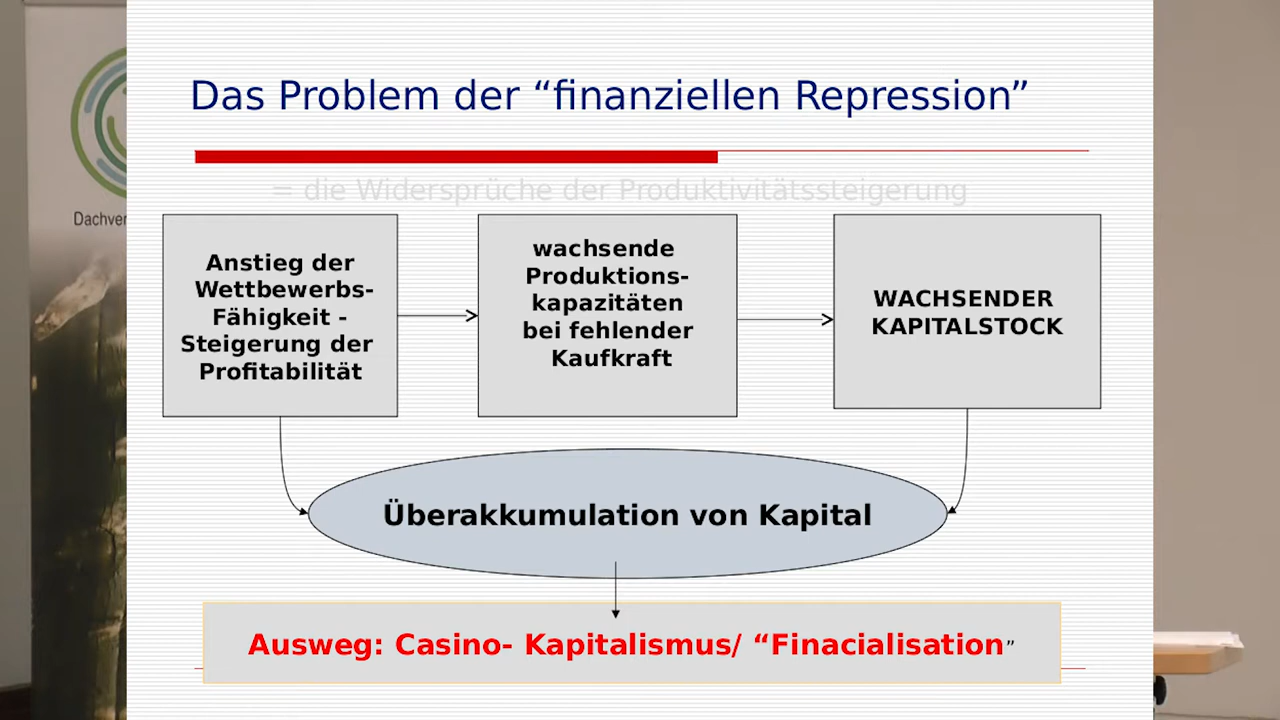 Das Problem der “finanziellen Repression”
= die Widersprüche der Produktivitätssteigerung
Anstieg der
Wettbewerbs-
Fähigkeit -
Steigerung der
Profitabilität
wachsende
Produktions-
kapazitäten
bei fehlender
Kaufkraft
WACHSENDER
KAPITALSTOCK
Überakkumulation von Kapital
Ausweg: Casino- Kapitalismus/ “Finacialisation”